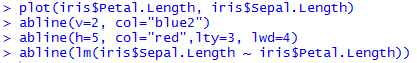 > plot(iris$Petal.Length, iris$Sepal.Length)
> abline(v=2, col="blue2")
> abline(h=5, col="red",lty=3, lwd=4)
> abline(lm(iris$Sepal.Length ~ iris$Petal.Length))